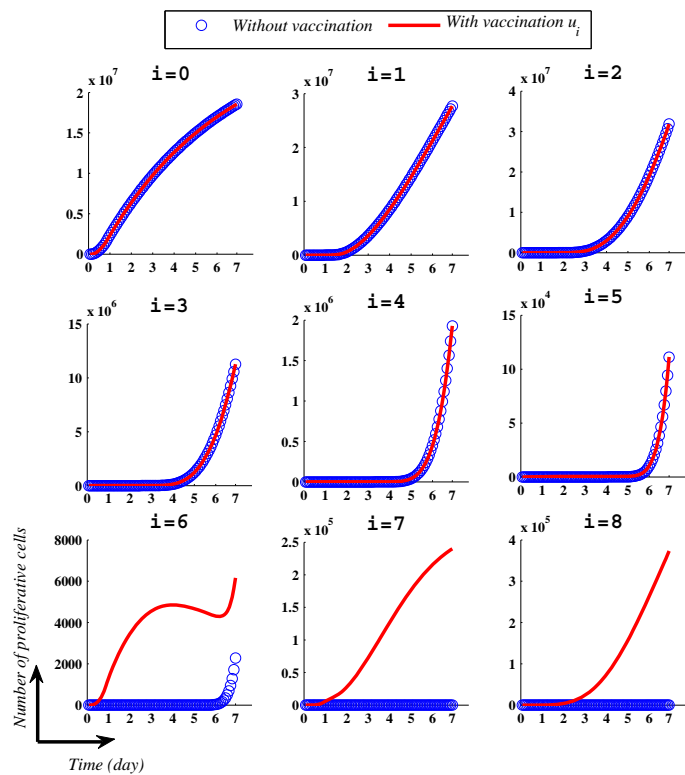 Without vaccination With vaccination u_i
x 10^7 i=0
2
1.5
1
0.5
0
0 1 2 3 4 5 6 7
x 10^7 i=1
3
2
1
0
0 1 2 3 4 5 6 7
x 10^7 i=2
4
3
2
1
0
0 1 2 3 4 5 6 7
x 10^6 i=3
15
10
5
0
0 1 2 3 4 5 6 7
x 10^6 i=4
2
1.5
1
0.5
0
0 1 2 3 4 5 6 7
x 10^4 i=5
15
10
5
0
0 1 2 3 4 5 6 7
i=6
8000
6000
4000
2000
0
0 1 2 3 4 5 6 7
x 10^5 i=7
2.5
2
1.5
1
0.5
0
0 1 2 3 4 5 6 7
x 10^5 i=8
4
3
2
1
0
0 1 2 3 4 5 6 7
Number of proliferative cells
Time (day)